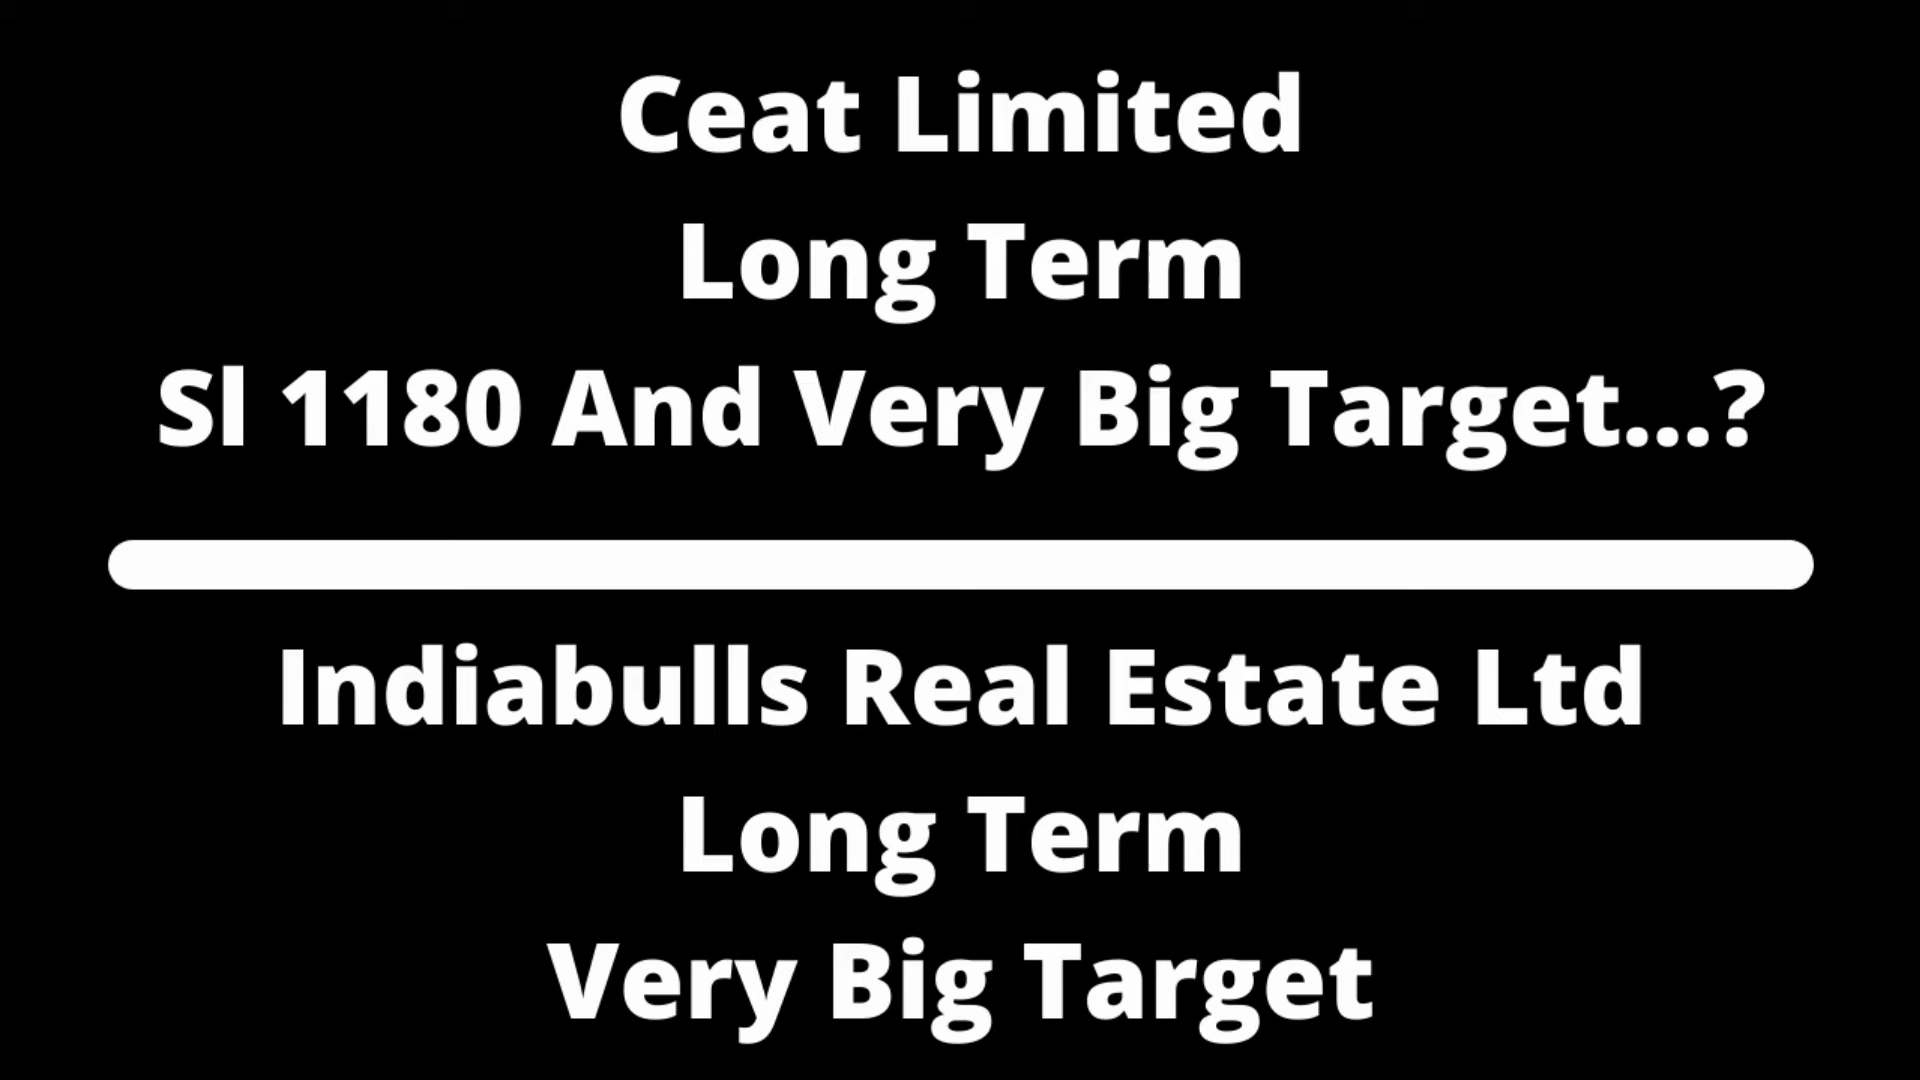 Ceat Limited
Long Term
Sl 1180 And Very Big Target...?
Indiabulls Real Estate Ltd
Long Term
Very Big Target